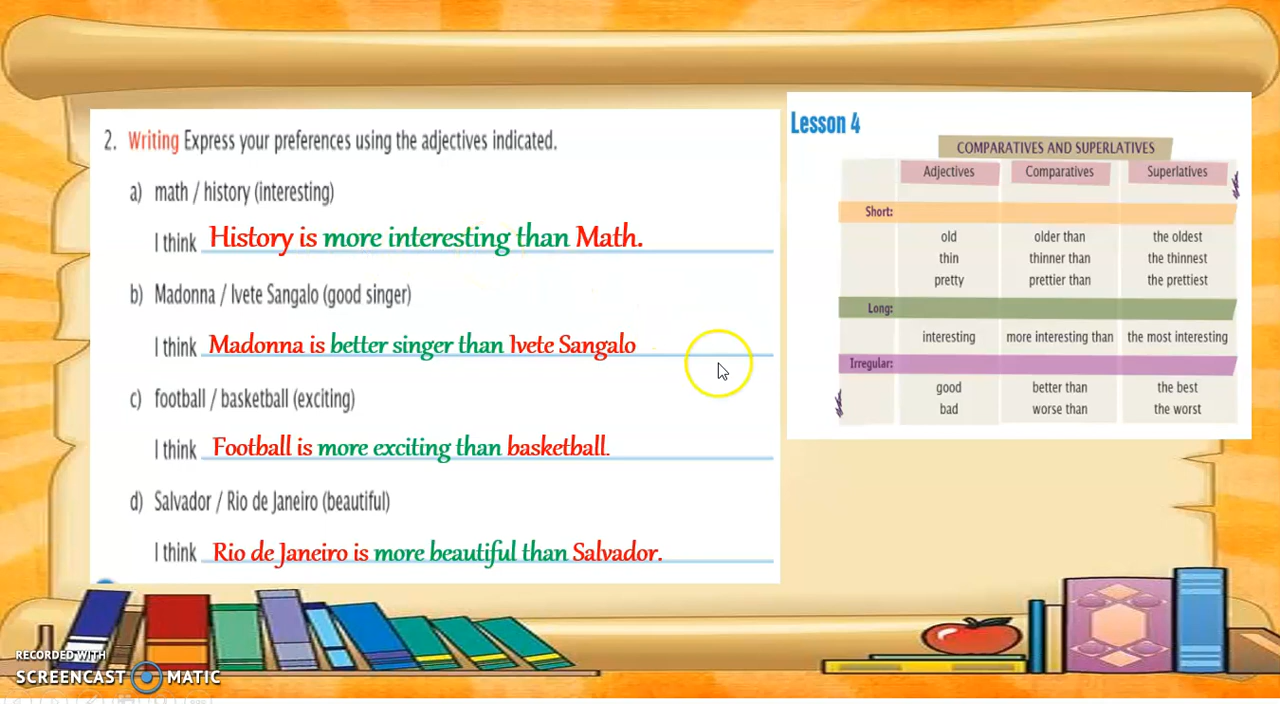 2. Writing Express your preferences using the adjectives indicated.
a) math / history (interesting)
I think History is more interesting than Math.
b) Madonna / Ivete Sangalo (good singer)
I think Madonna is better singer than Ivete Sangalo
c) football / basketball (exciting)
I think Football is more exciting than basketball.
d) Salvador / Rio de Janeiro (beautiful)
I think Rio de Janeiro is more beautiful than Salvador.
Lesson 4
COMPARATIVES AND SUPERLATIVES
Adjectives Comparatives Superlatives
Short:
old older than the oldest
thin thinner than the thinnest
pretty prettier than the prettiest
Long:
interesting more interesting than the most interesting
Irregular:
good better than the best
bad worse than the worst
RECORDED WITH
SCREENCAST MATIC